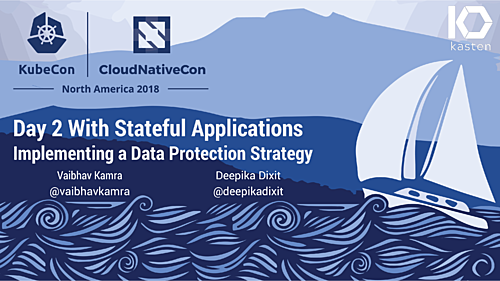 KubeCon
CloudNativeCon
North America 2018
kasten
Day 2 With Stateful Applications
Implementing a Data Protection Strategy
Vaibhav Kamra
Deepika Dixit
@vaibhavkamra
@deepikadixit